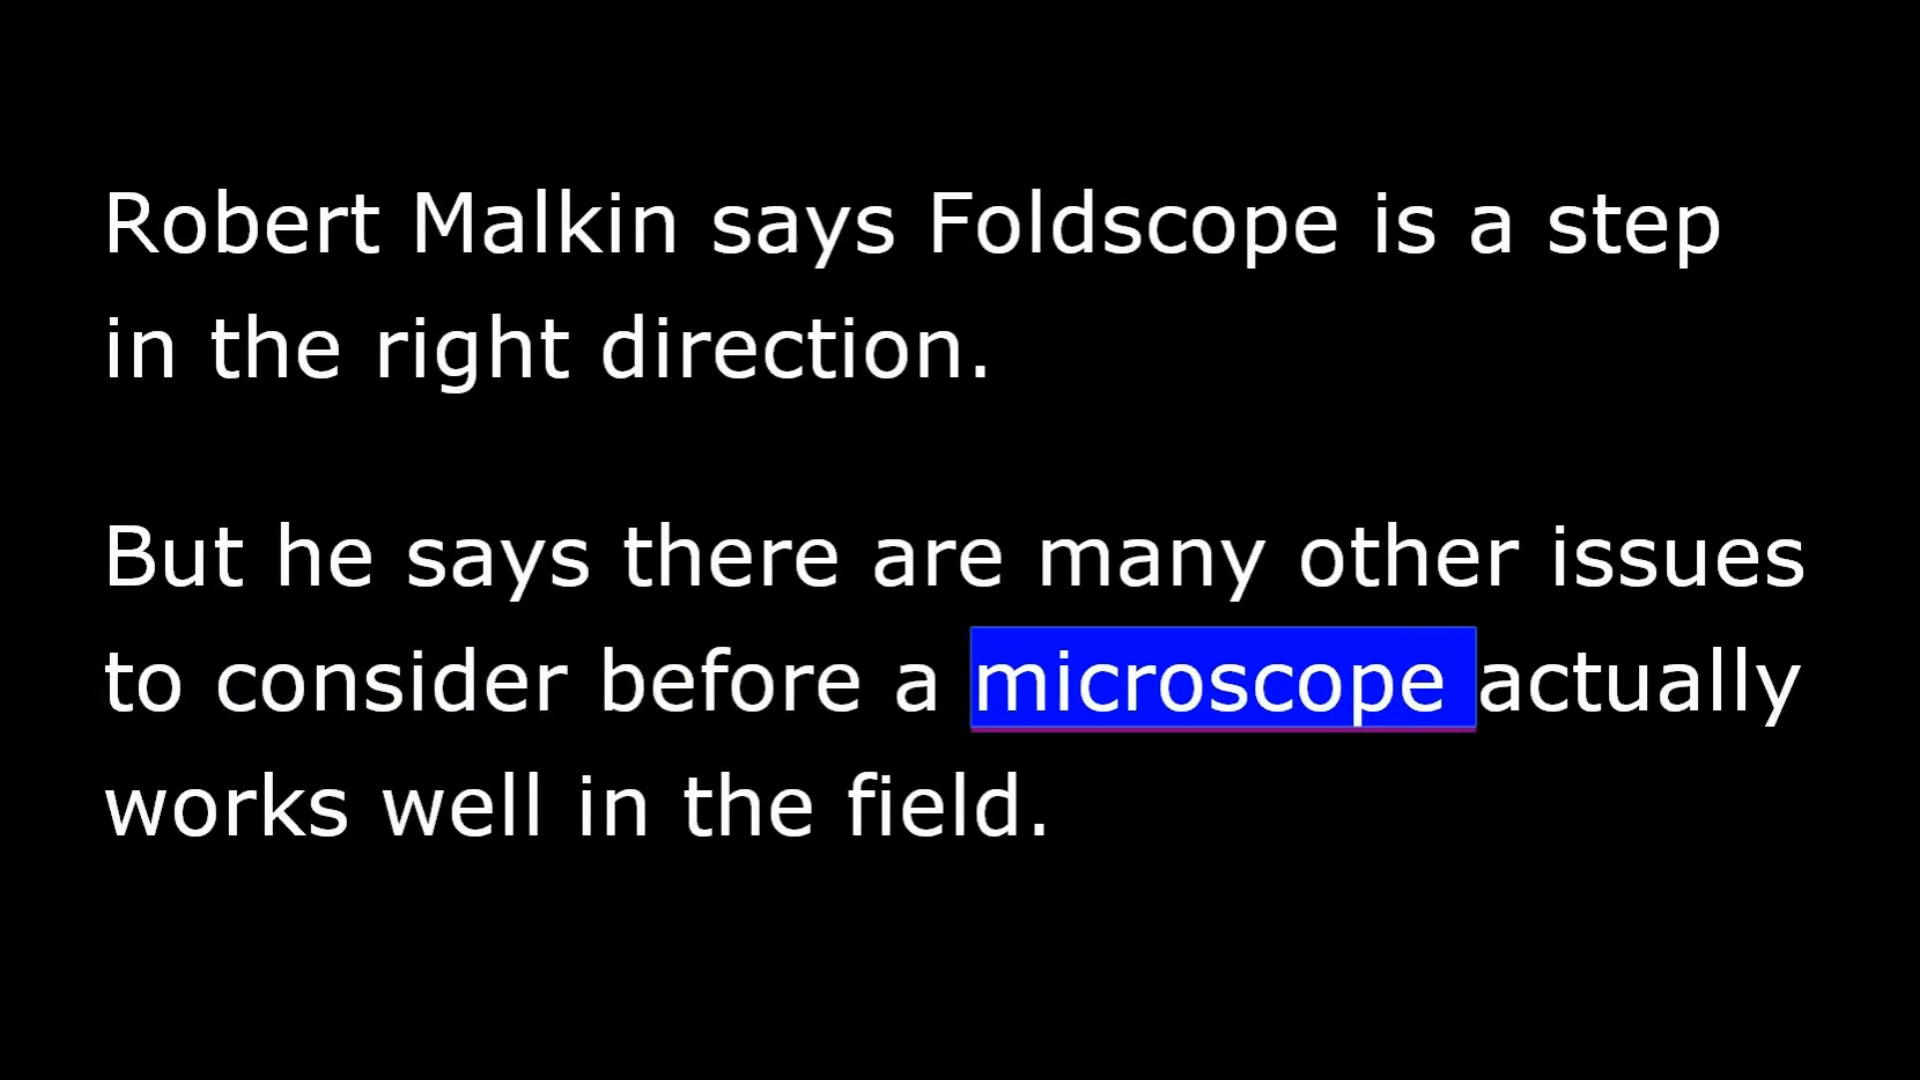 Robert Malkin says Foldscope is a step
in the right direction.
But he says there are many other issues
to consider before a microscope actually
works well in the field.